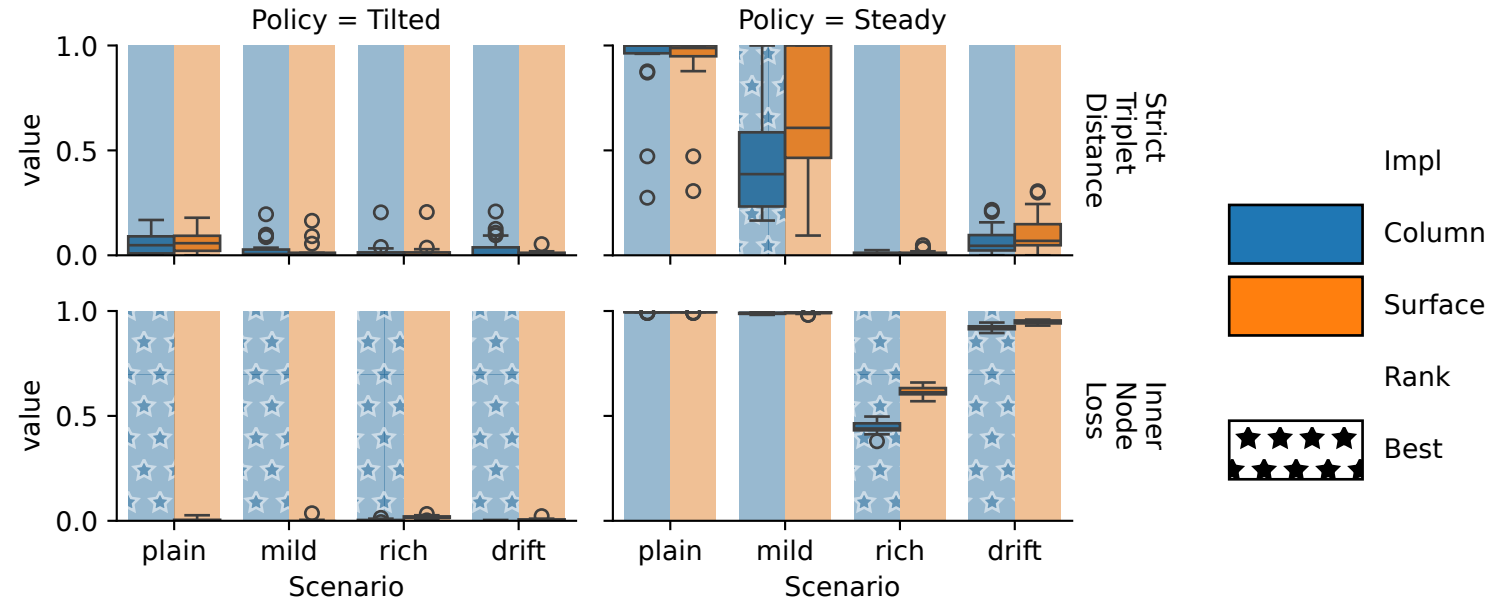 Policy = Tilted
Policy = Steady
value
1.0
0.5
0.0
Strict
Triplet
Distance
value
1.0
0.5
0.0
Inner
Node
Loss
plain mild rich drift
Scenario
plain mild rich drift
Scenario
Impl
Column
Surface
Rank
Best